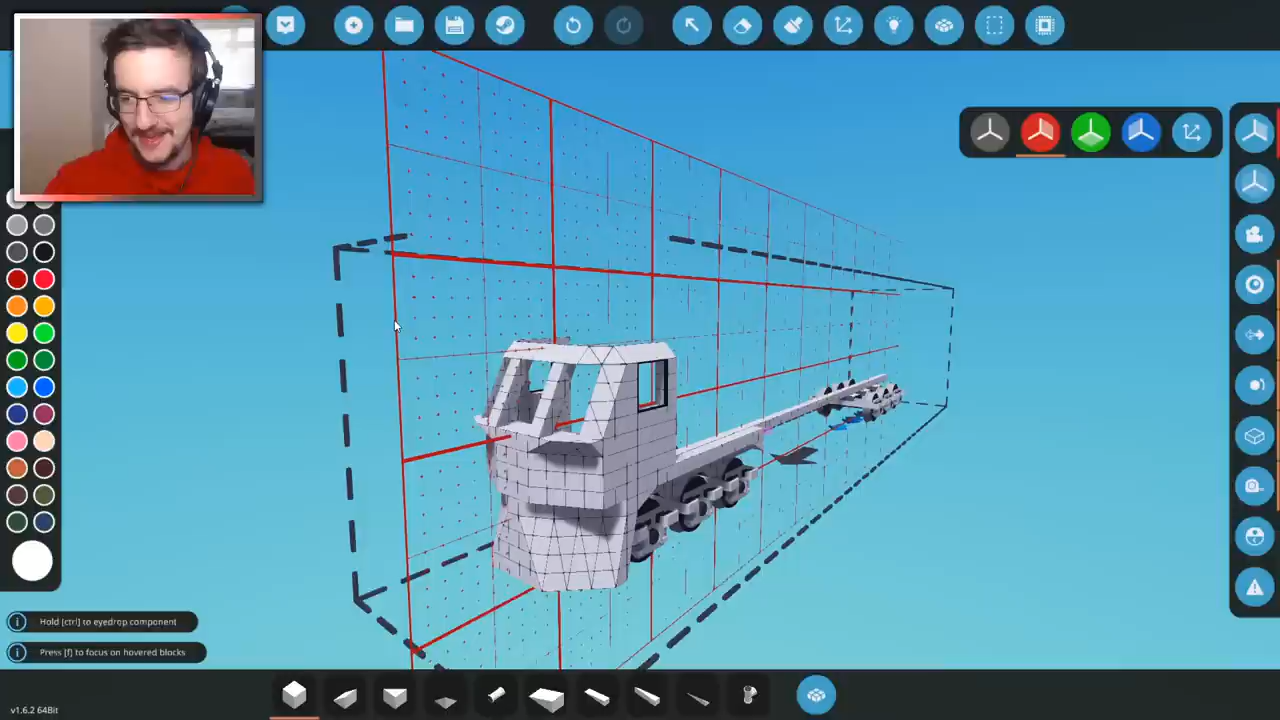 Hold [ctrl] to eyedrop component
Press [f] to focus on hovered blocks
v1.6.2 64Bit